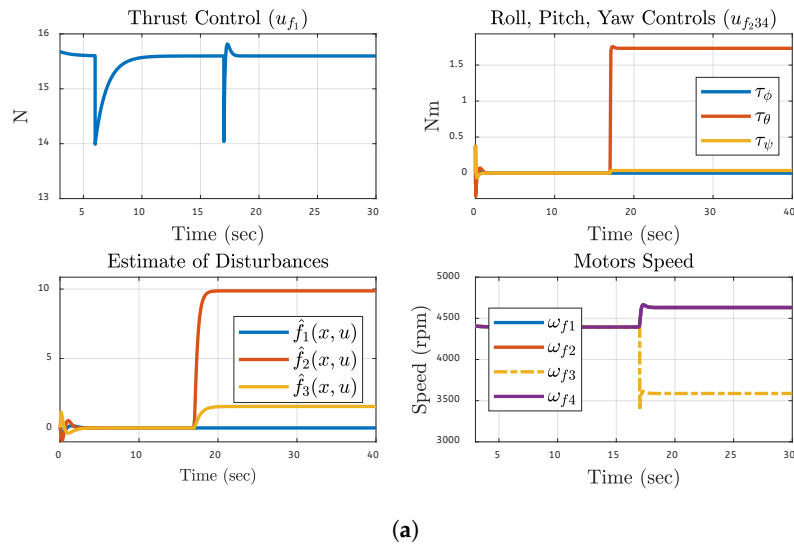 Thrust Control (u_{f_1})
16
15
14
13
N
5
10
15
20
25
30
Time (sec)
Roll, Pitch, Yaw Controls (u_{f_2 34})
1.5
1
0.5
0
Nm
τ_ϕ
τ_θ
τ_ψ
0
10
20
30
40
Time (sec)
Estimate of Disturbances
10
5
0
f̂_1(x, u)
f̂_2(x, u)
f̂_3(x, u)
0
10
20
30
40
Time (sec)
Motors Speed
5000
4500
4000
3500
3000
Speed (rpm)
ω_{f1}
ω_{f2}
ω_{f3}
ω_{f4}
5
10
15
20
25
30
Time (sec)
(a)